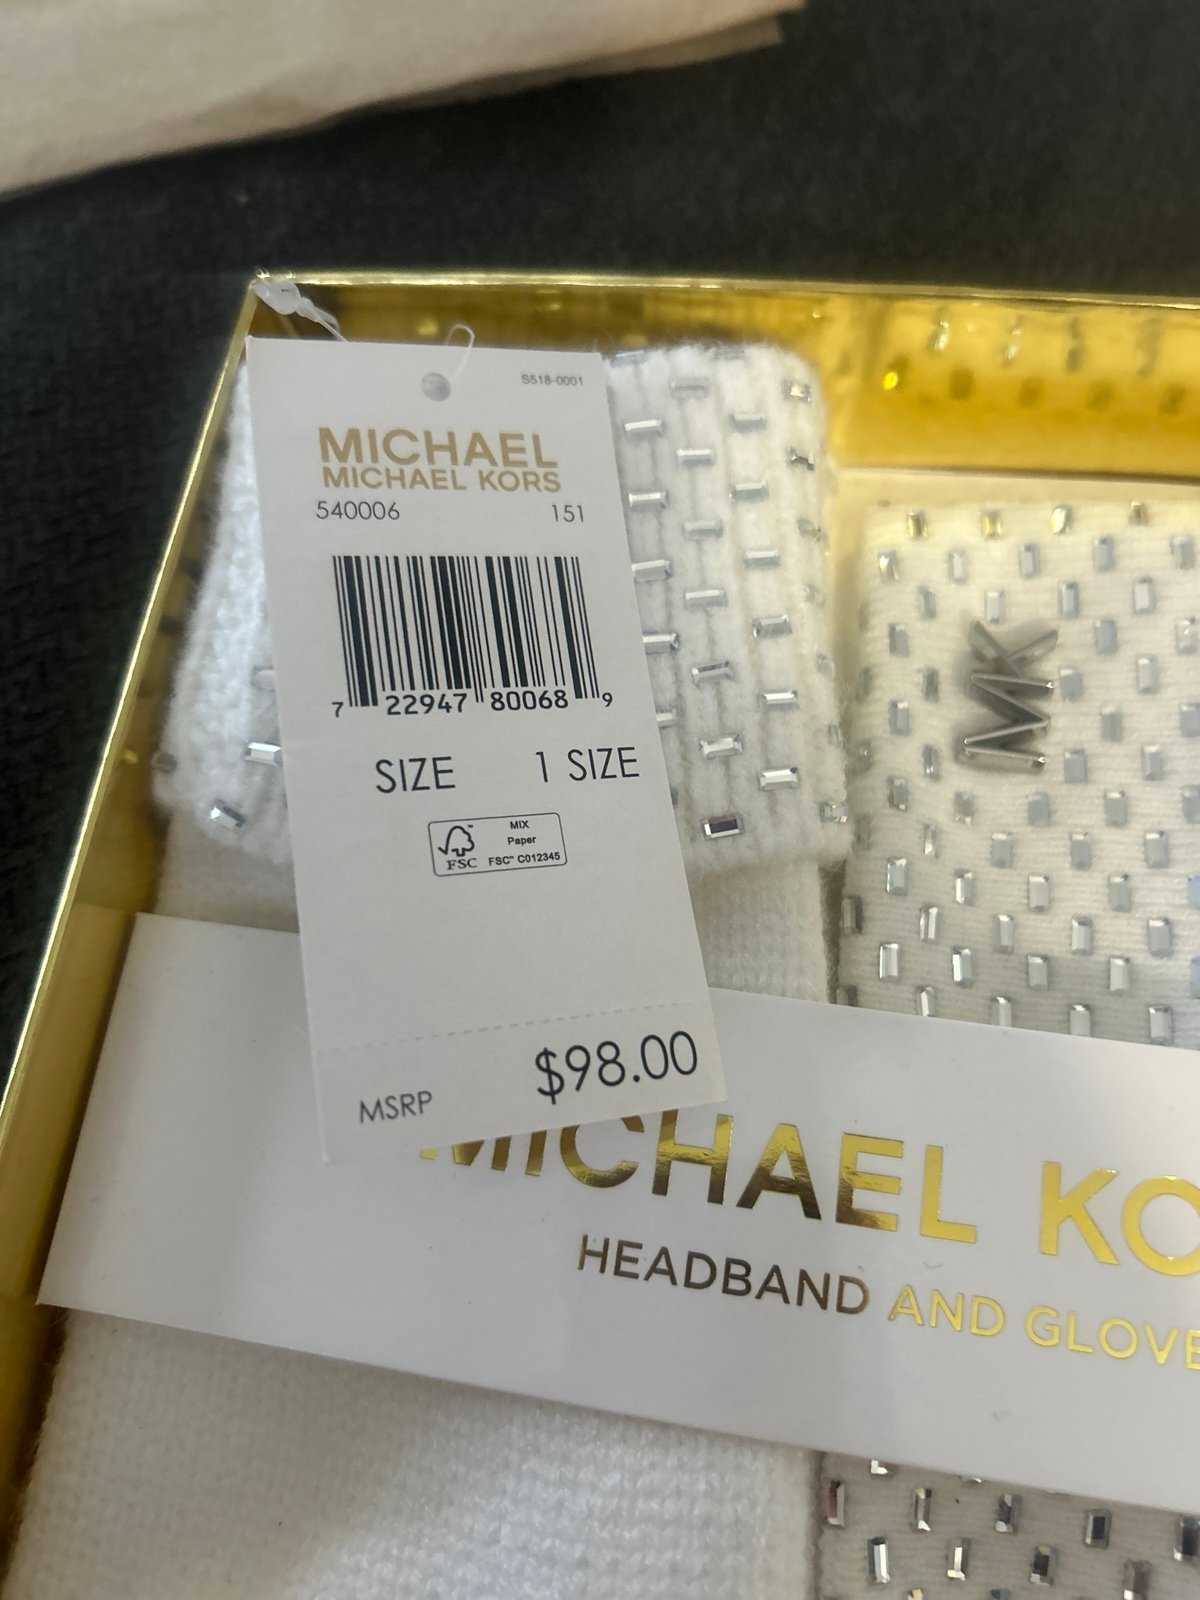 S518-0001
MICHAEL
MICHAEL KORS
540006 151
7 22947 80068 9
SIZE 1 SIZE
FSC
MIX
Paper
FSC™ C012345
MSRP $98.00
MK
MICHAEL KO
HEADBAND AND GLOVE